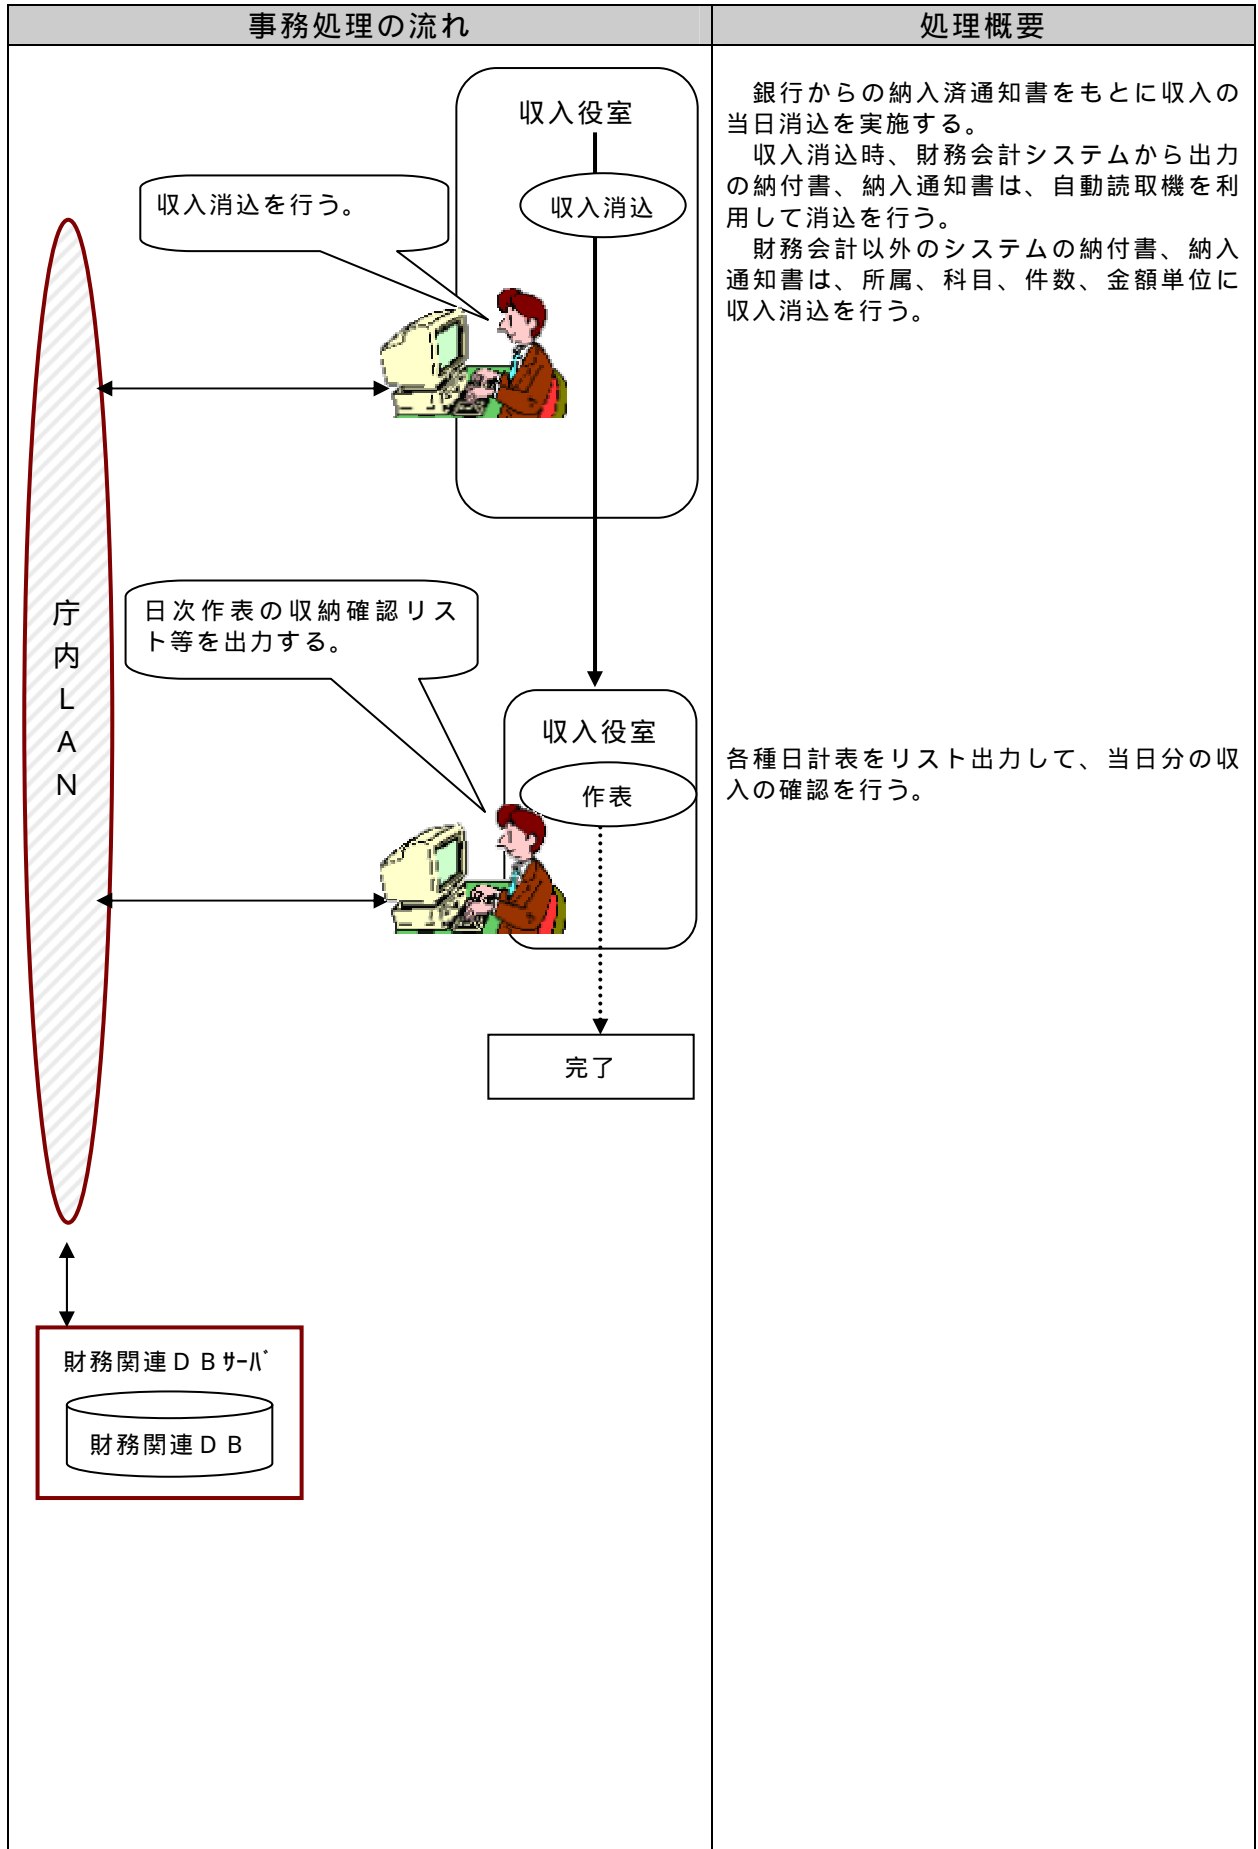 事務処理の流れ
処理概要
収入役室
収入消込
収入消込を行う。
銀行からの納入済通知書をもとに収入の
当日消込を実施する。
収入消込時、財務会計システムから出力
の納付書、納入通知書は、自動読取機を利
用して消込を行う。
財務会計以外のシステムの納付書、納入
通知書は、所属、科目、件数、金額単位に
収入消込を行う。
庁
内
L
A
N
日次作表の収納確認リス
ト等を出力する。
収入役室
作表
各種日計表をリスト出力して、当日分の収
入の確認を行う。
完了
財務関連ＤＢｻｰﾊﾞ
財務関連ＤＢ